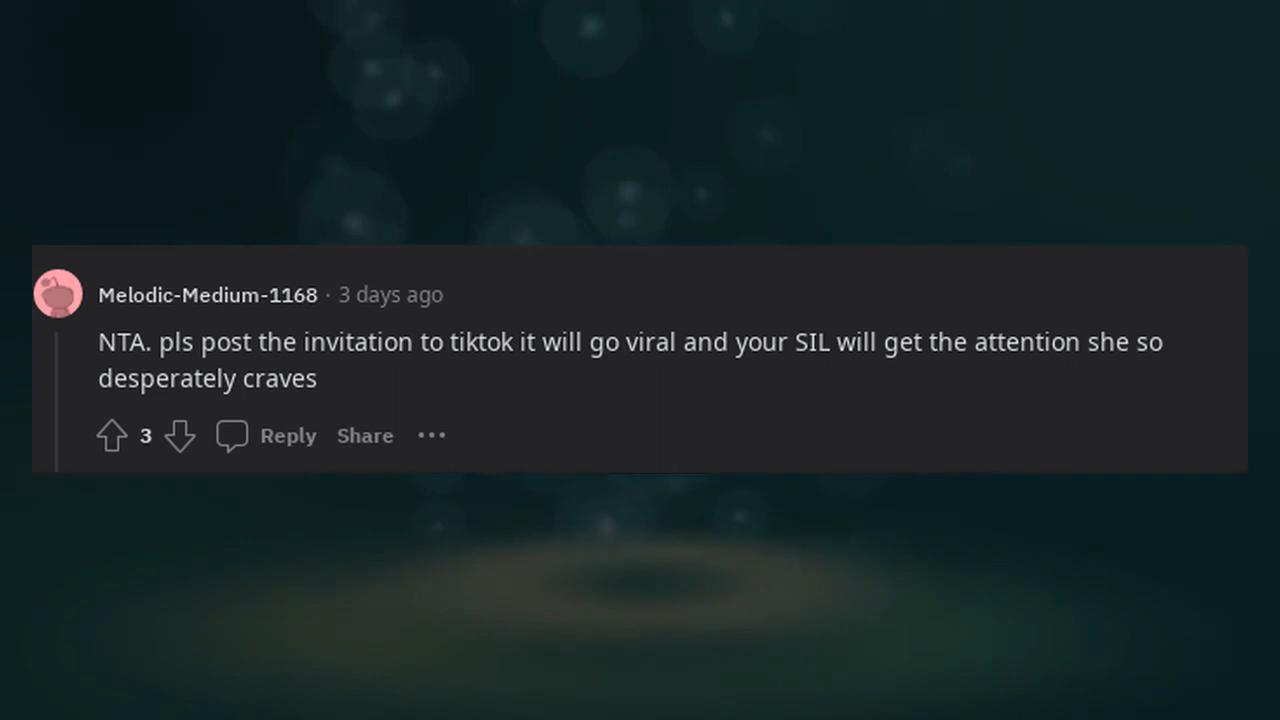 Melodic-Medium-1168 · 3 days ago
NTA. pls post the invitation to tiktok it will go viral and your SIL will get the attention she so
desperately craves
3 Reply Share ···